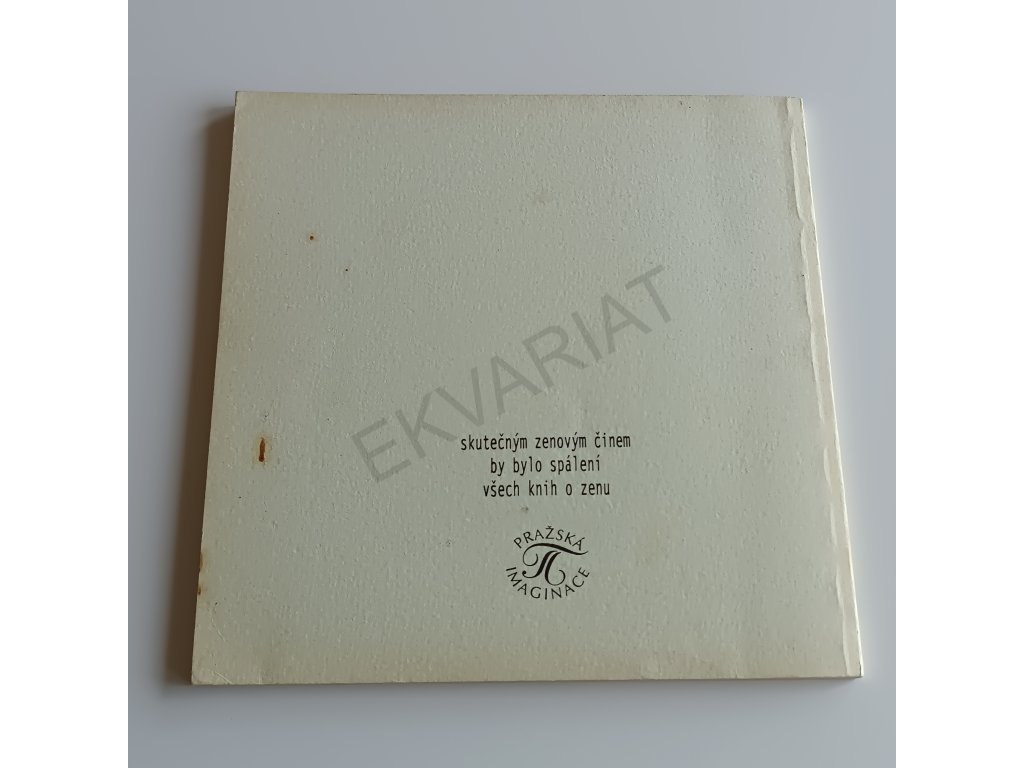 EKVARIAT
skutečným zenovým činem
by bylo spálení
všech knih o zenu
PRAŽSKÁ
IMAGINACE